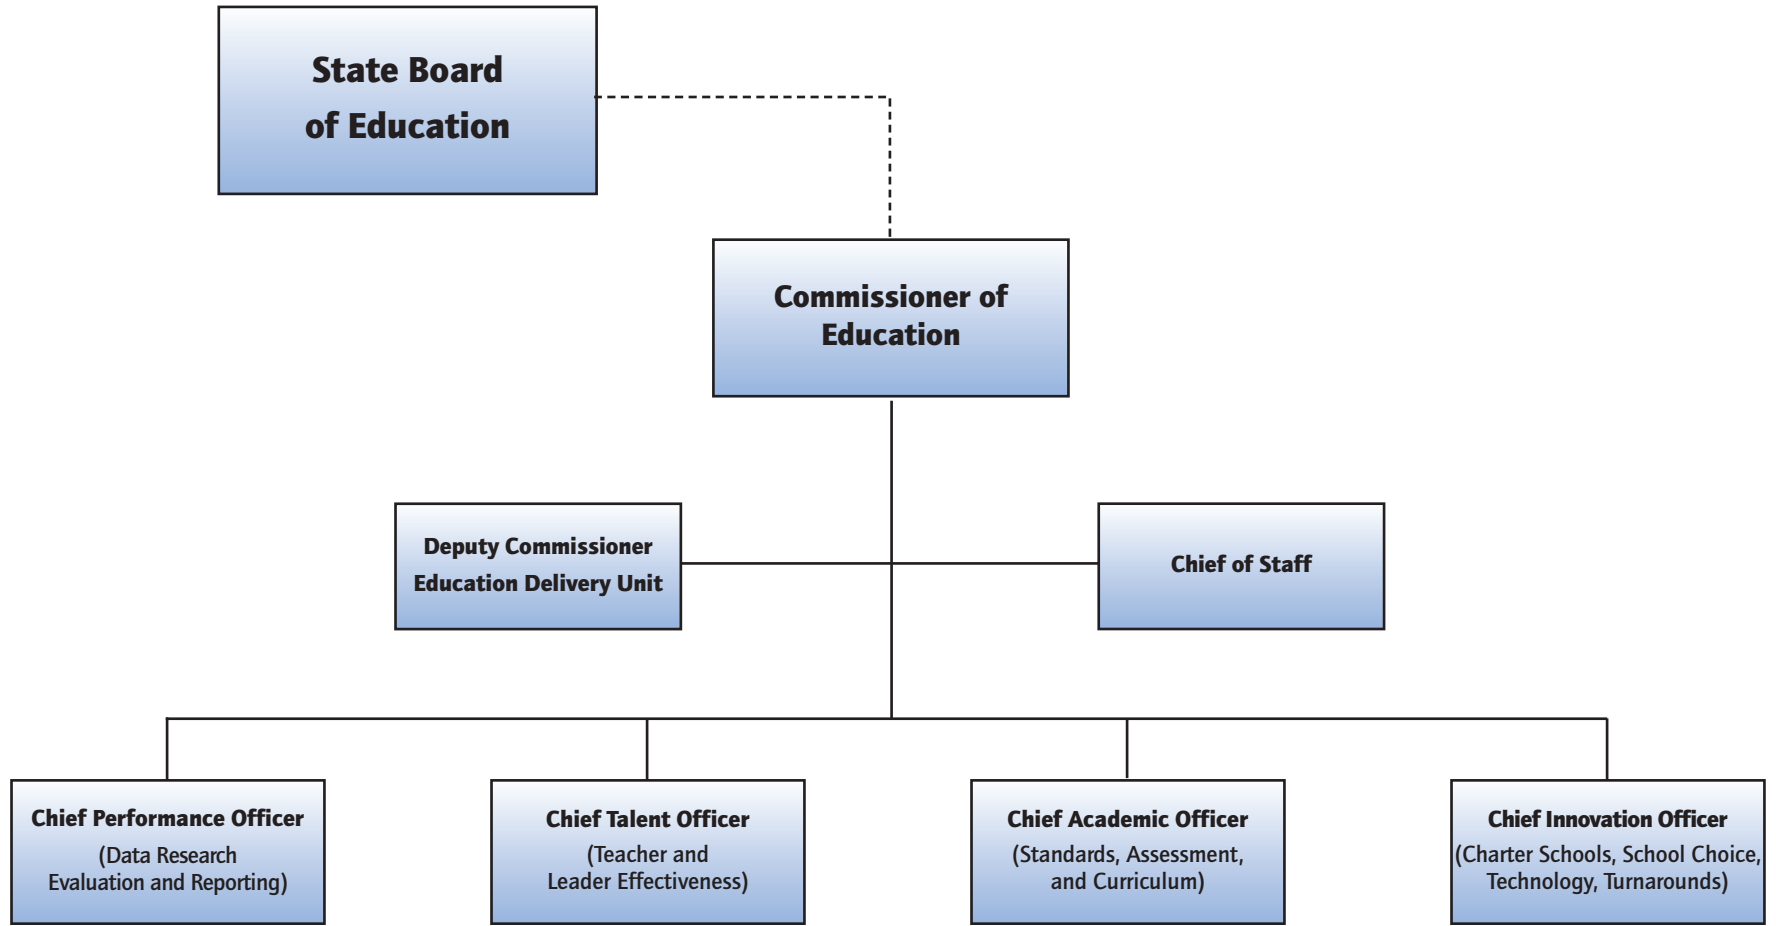 State Board
of Education
Commissioner of
Education
Deputy Commissioner
Education Delivery Unit
Chief of Staff
Chief Performance Officer
(Data Research
Evaluation and Reporting)
Chief Talent Officer
(Teacher and
Leader Effectiveness)
Chief Academic Officer
(Standards, Assessment,
and Curriculum)
Chief Innovation Officer
(Charter Schools, School Choice,
Technology, Turnarounds)